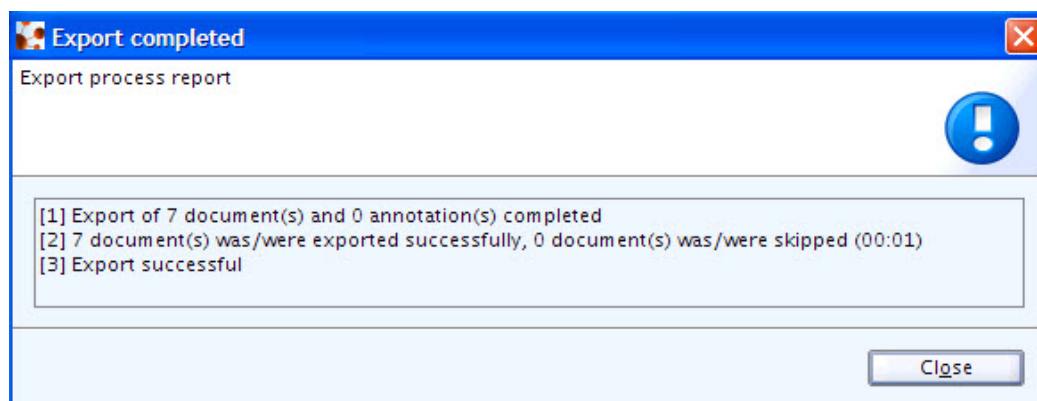 Export completed
Export process report
[1] Export of 7 document(s) and 0 annotation(s) completed
[2] 7 document(s) was/were exported successfully, 0 document(s) was/were skipped (00:01)
[3] Export successful
Close